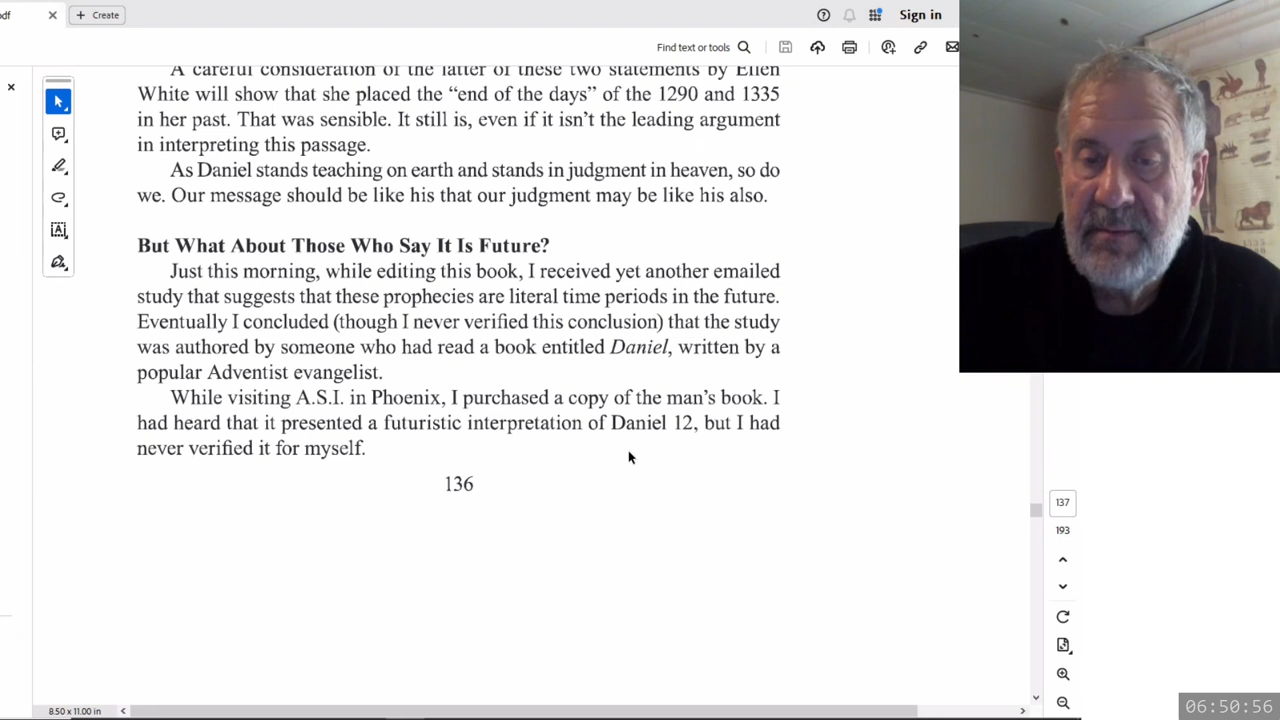 odf
Create
Sign in
Find text or tools
A careful consideration of the latter of these two statements by Ellen
White will show that she placed the “end of the days” of the 1290 and 1335
in her past. That was sensible. It still is, even if it isn’t the leading argument
in interpreting this passage.
As Daniel stands teaching on earth and stands in judgment in heaven, so do
we. Our message should be like his that our judgment may be like his also.
But What About Those Who Say It Is Future?
Just this morning, while editing this book, I received yet another emailed
study that suggests that these prophecies are literal time periods in the future.
Eventually I concluded (though I never verified this conclusion) that the study
was authored by someone who had read a book entitled Daniel, written by a
popular Adventist evangelist.
While visiting A.S.I. in Phoenix, I purchased a copy of the man’s book. I
had heard that it presented a futuristic interpretation of Daniel 12, but I had
never verified it for myself.
136
137
193
8.50 x 11.00 in
06:50:56